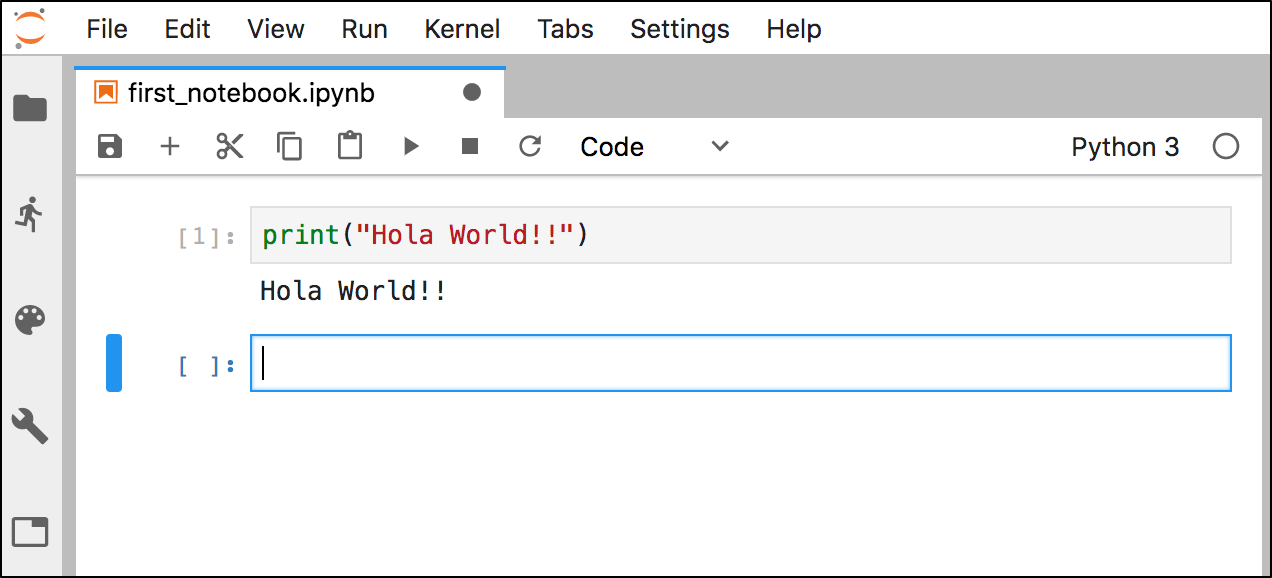 File Edit View Run Kernel Tabs Settings Help
first_notebook.ipynb
Code Python 3
[1]: print("Hola World!!")
Hola World!!
[ ]: